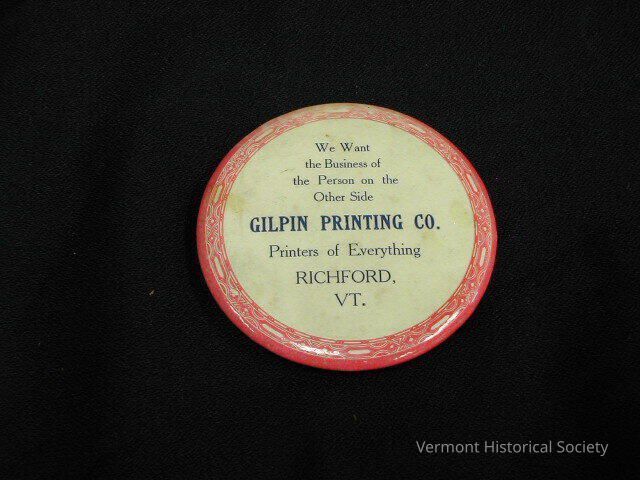 We Want
the Business of
the Person on the
Other Side
GILPIN PRINTING CO.
Printers of Everything
RICHFORD,
VT.
Vermont Historical Society